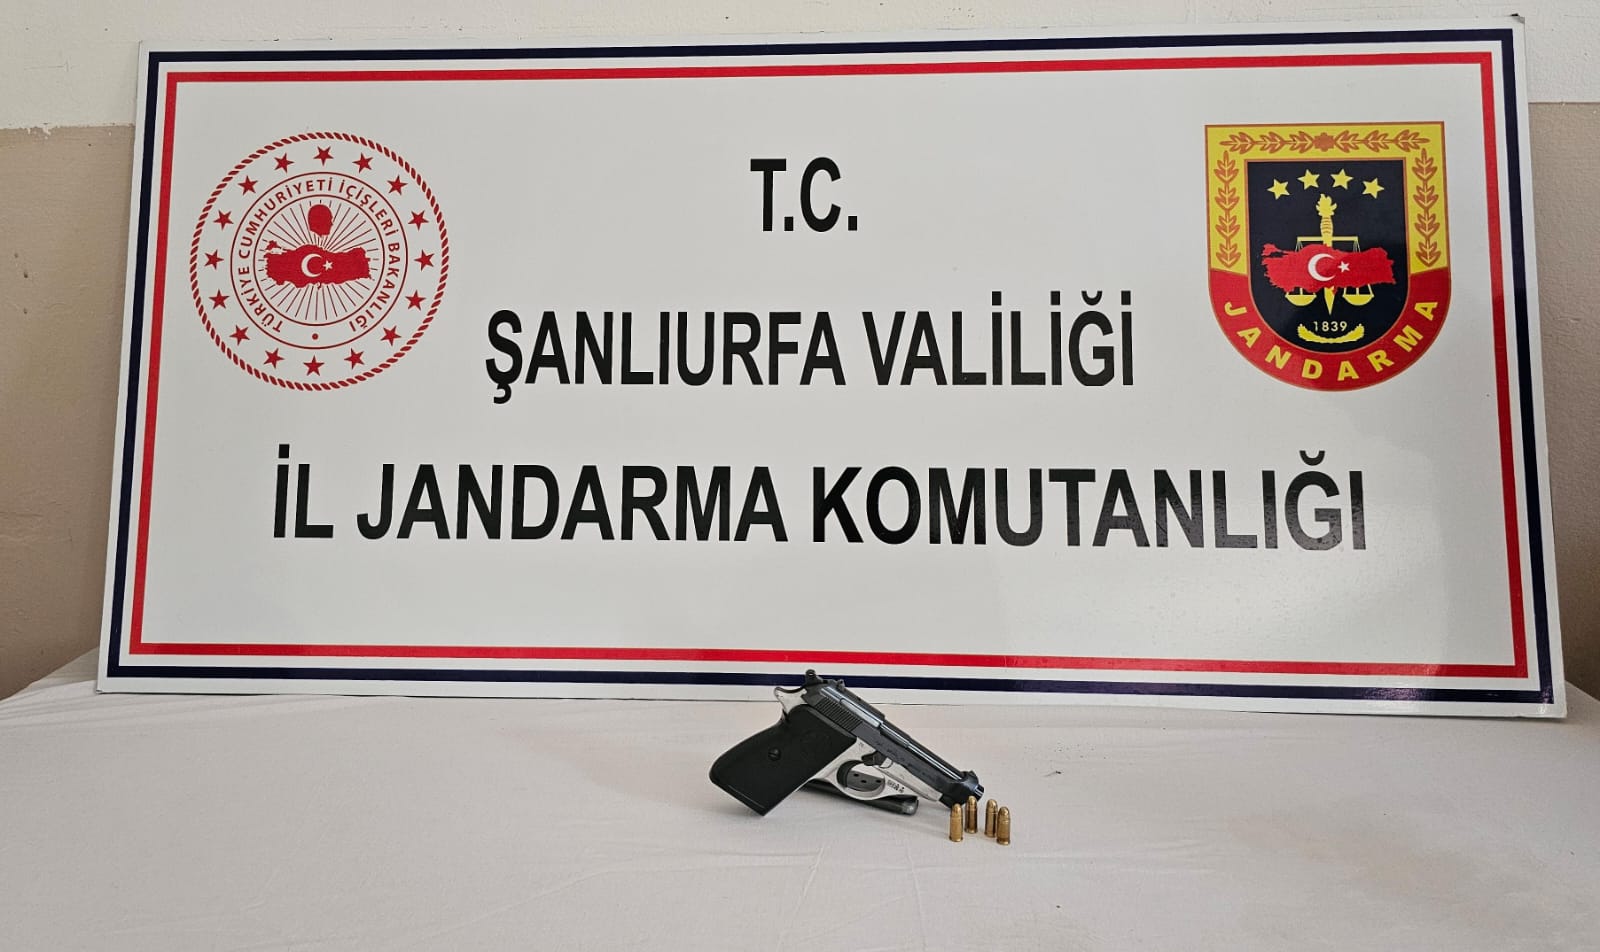 TÜRKİYE CUMHURİYETİ İÇİŞLERİ BAKANLIĞI
T.C.
ŞANLIURFA VALİLİĞİ
İL JANDARMA KOMUTANLIĞI
1839
JANDARMA